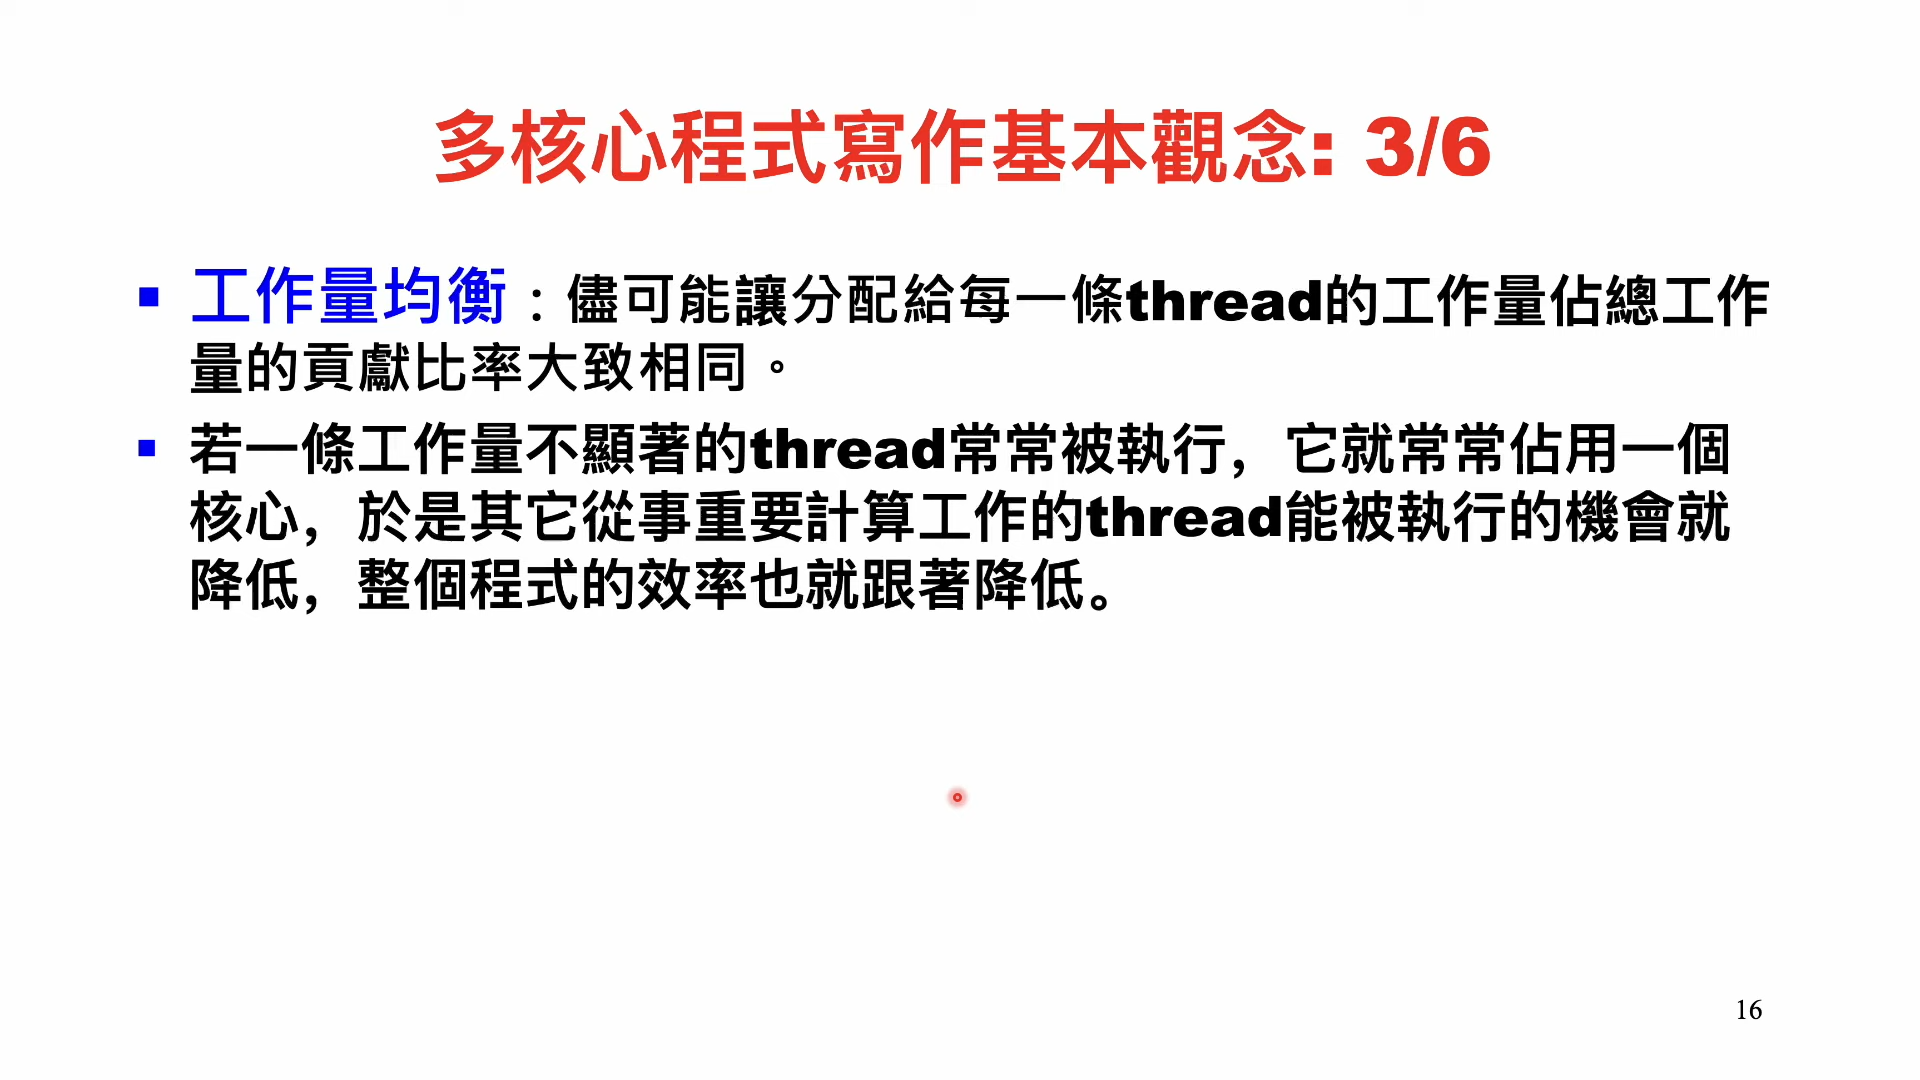 多核心程式寫作基本觀念: 3/6
▪ 工作量均衡：儘可能讓分配給每一條thread的工作量佔總工作
量的貢獻比率大致相同。
▪ 若一條工作量不顯著的thread常常被執行，它就常常佔用一個
核心，於是其它從事重要計算工作的thread能被執行的機會就
降低，整個程式的效率也就跟著降低。
16